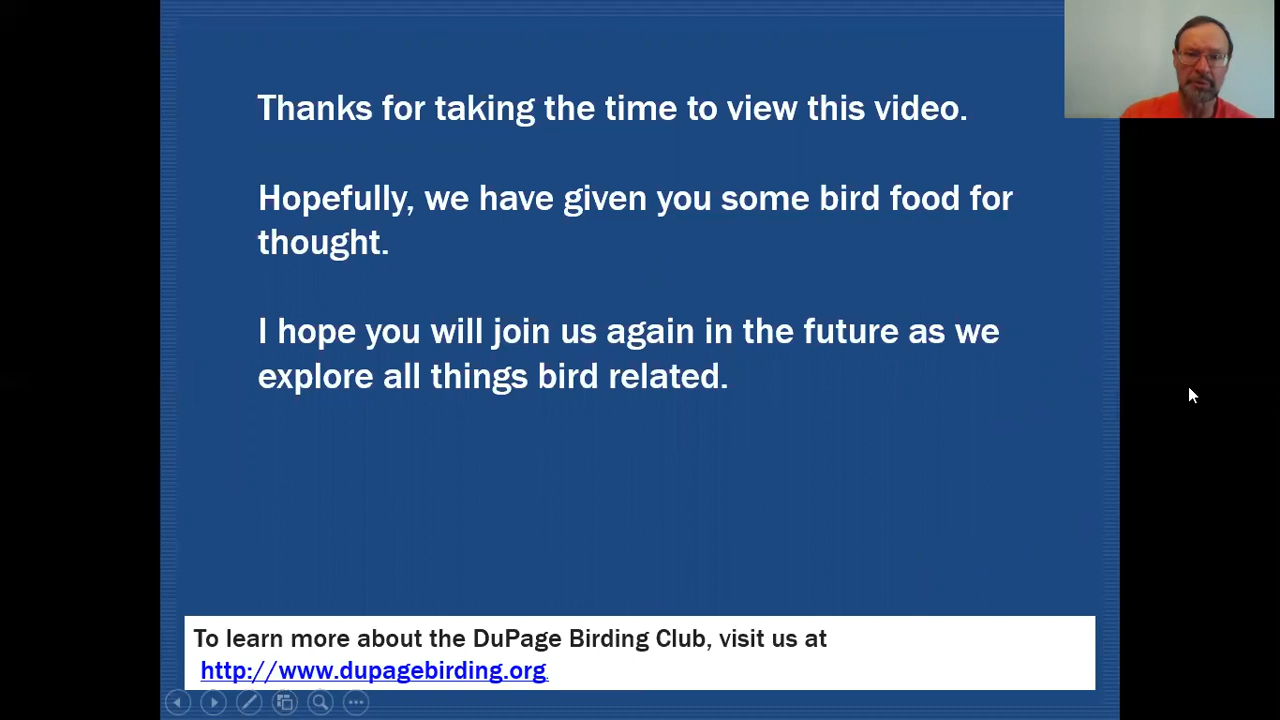 Thanks for taking the time to view this video.
Hopefully, we have given you some bird food for
thought.
I hope you will join us again in the future as we
explore all things bird related.
To learn more about the DuPage Birding Club, visit us at
http://www.dupagebirding.org.